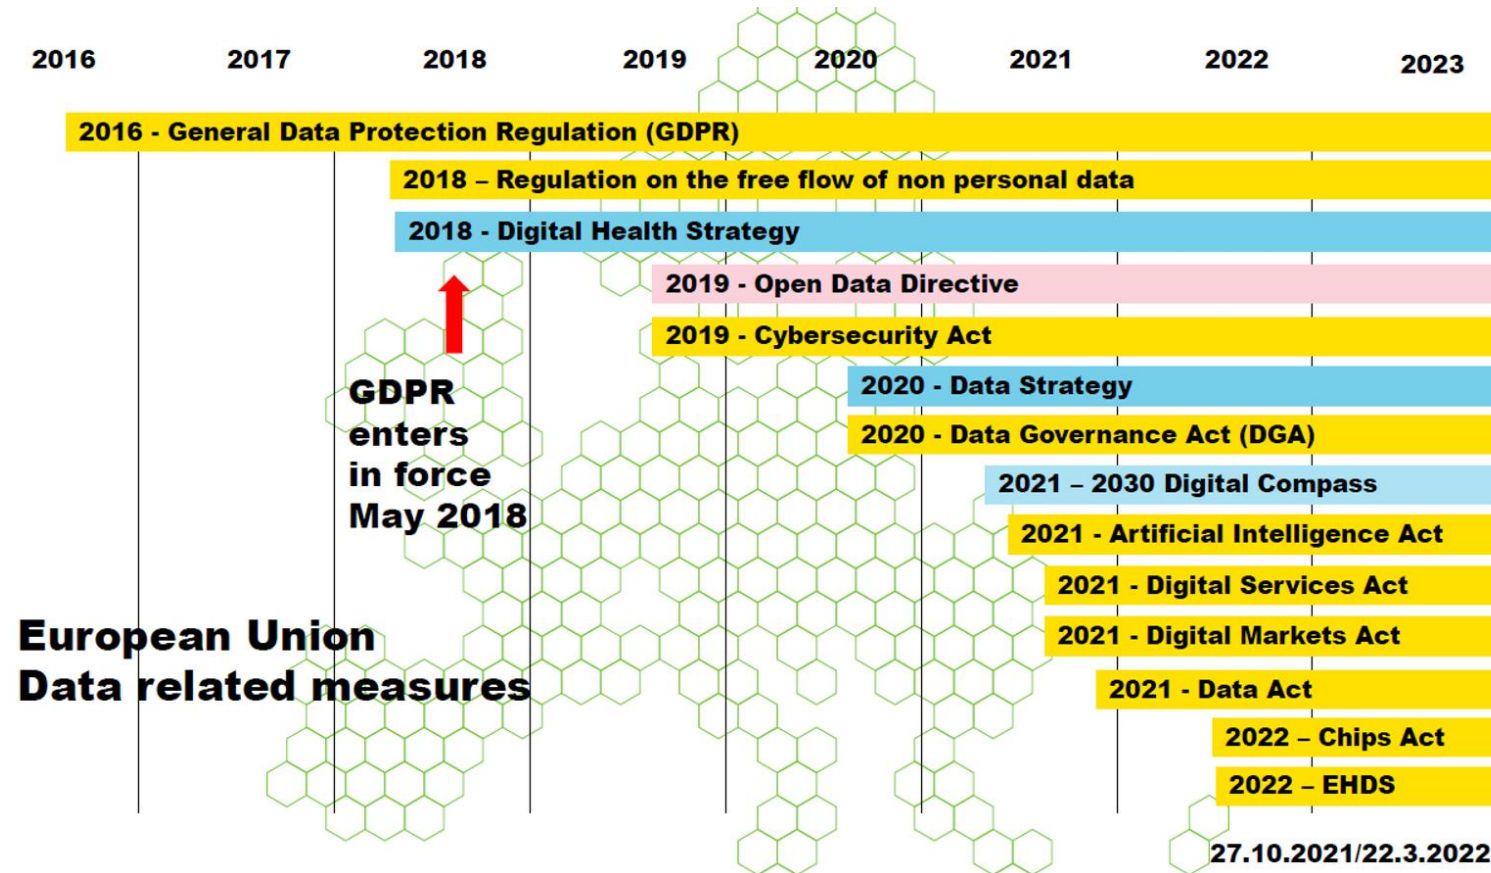 2016 2017 2018 2019 2020 2021 2022 2023
2016 - General Data Protection Regulation (GDPR)
2018 – Regulation on the free flow of non personal data
2018 - Digital Health Strategy
2019 - Open Data Directive
2019 - Cybersecurity Act
2020 - Data Strategy
2020 - Data Governance Act (DGA)
2021 – 2030 Digital Compass
2021 - Artificial Intelligence Act
2021 - Digital Services Act
2021 - Digital Markets Act
2021 - Data Act
2022 – Chips Act
2022 – EHDS
GDPR
enters
in force
May 2018
European Union
Data related measures
27.10.2021/22.3.2022